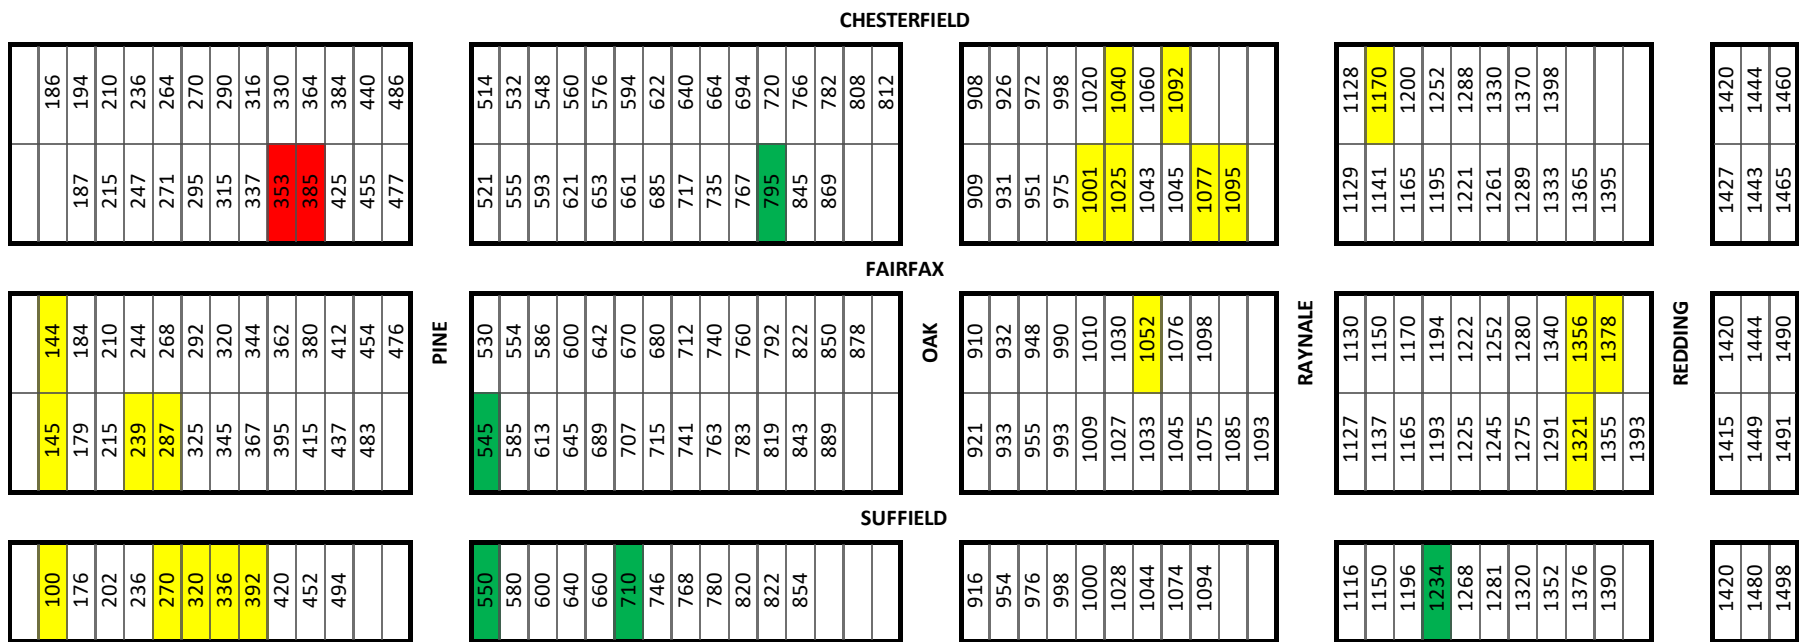 CHESTERFIELD
186 194 210 236 264 270 290 316 330 364 384 440 486
514 532 548 560 576 594 622 640 664 694 720 766 782 808 812
908 926 972 998 1020 1040 1060 1092
1128 1170 1200 1252 1288 1330 1370 1398
1420 1444 1460
187 215 247 271 295 315 337 353 385 425 455 477
521 555 593 621 653 661 685 717 735 767 795 845 869
909 931 951 975 1001 1025 1043 1045 1077 1095
1129 1141 1165 1195 1221 1261 1289 1333 1365 1395
1427 1443 1465
FAIRFAX
144 184 210 244 268 292 320 344 362 380 412 454 476
PINE
530 554 586 600 642 670 680 712 740 760 792 822 850 878
OAK
910 932 948 990 1010 1030 1052 1076 1098
RAYNALE
1130 1150 1170 1194 1222 1252 1280 1340 1356 1378
REDDING
1420 1444 1490
145 179 215 239 287 325 345 367 395 415 437 483
545 585 613 645 689 707 715 741 763 783 819 843 889
921 933 955 993 1009 1027 1033 1045 1075 1085 1093
1127 1137 1165 1193 1225 1245 1275 1291 1321 1355 1393
1415 1449 1491
SUFFIELD
100 176 202 236 270 320 336 392 420 452 494
550 580 600 640 660 710 746 768 780 820 822 854
916 954 976 998 1000 1028 1044 1074 1094
1116 1150 1196 1234 1268 1281 1320 1352 1376 1390
1420 1480 1498